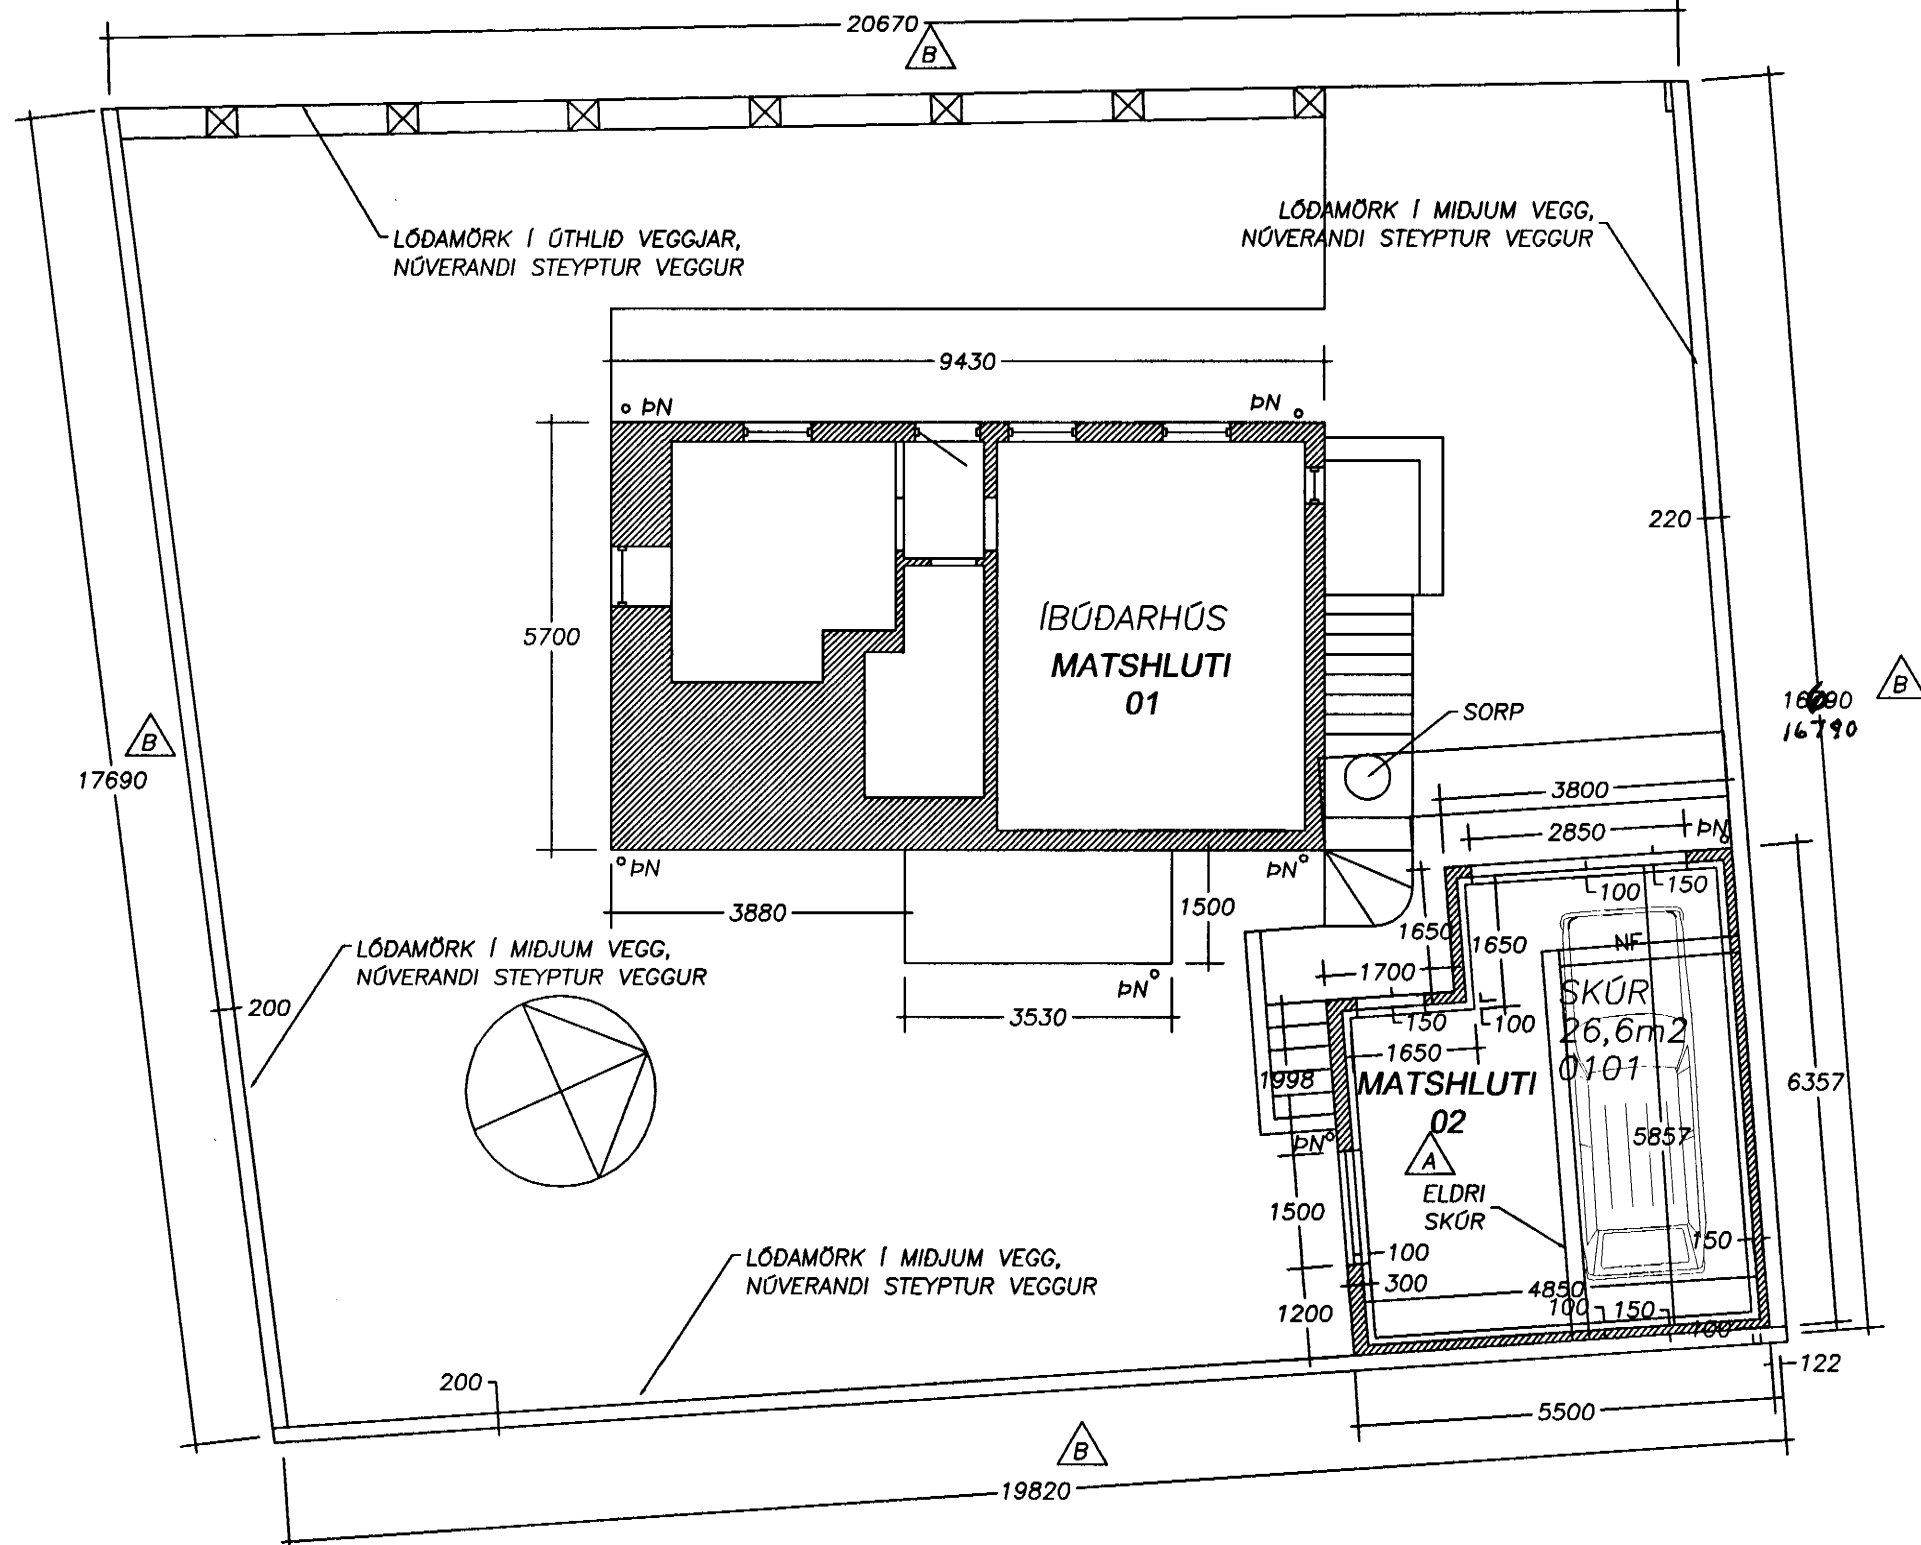 20670
B
LÓÐAMÖRK Í ÚTHLIÐ VEGGJAR,
NÚVERANDI STEYPTUR VEGGUR
LÓÐAMÖRK Í MIÐJUM VEGG,
NÚVERANDI STEYPTUR VEGGUR
9430
ÞN
ÞN
220
5700
ÍBÚÐARHÚS
MATSHLUTI
01
B
16790
SORP
B
17690
3800
2850
ÞN
ÞN
ÞN
100
150
3880
1500
1650
1650
NF
LÓÐAMÖRK Í MIÐJUM VEGG,
NÚVERANDI STEYPTUR VEGGUR
1700
ÞN
SKÚR
200
3530
150
100
26,6m2
1650
0101
1998
MATSHLUTI
02
6357
ÞN
5857
A
ELDRI
SKÚR
1500
150
100
LÓÐAMÖRK Í MIÐJUM VEGG,
NÚVERANDI STEYPTUR VEGGUR
300
4850
1200
100
150
100
122
200
5500
B
19820